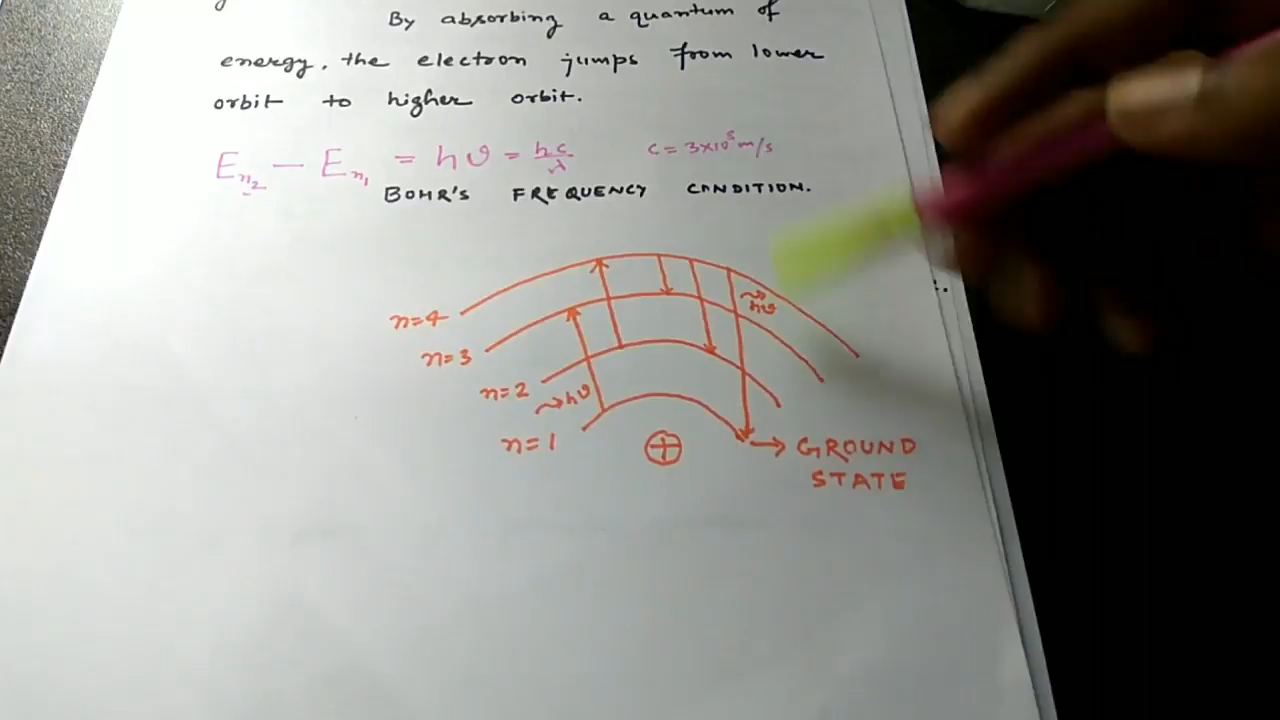 By absorbing a quantum of
energy, the electron jumps from lower
orbit to higher orbit.
Eₙ₂ − Eₙ₁ = hυ = hc/λ    c = 3×10⁸ m/s
BOHR'S FREQUENCY CONDITION.
hυ
n=4
n=3
n=2
hυ
n=1
+
→ GROUND
STATE